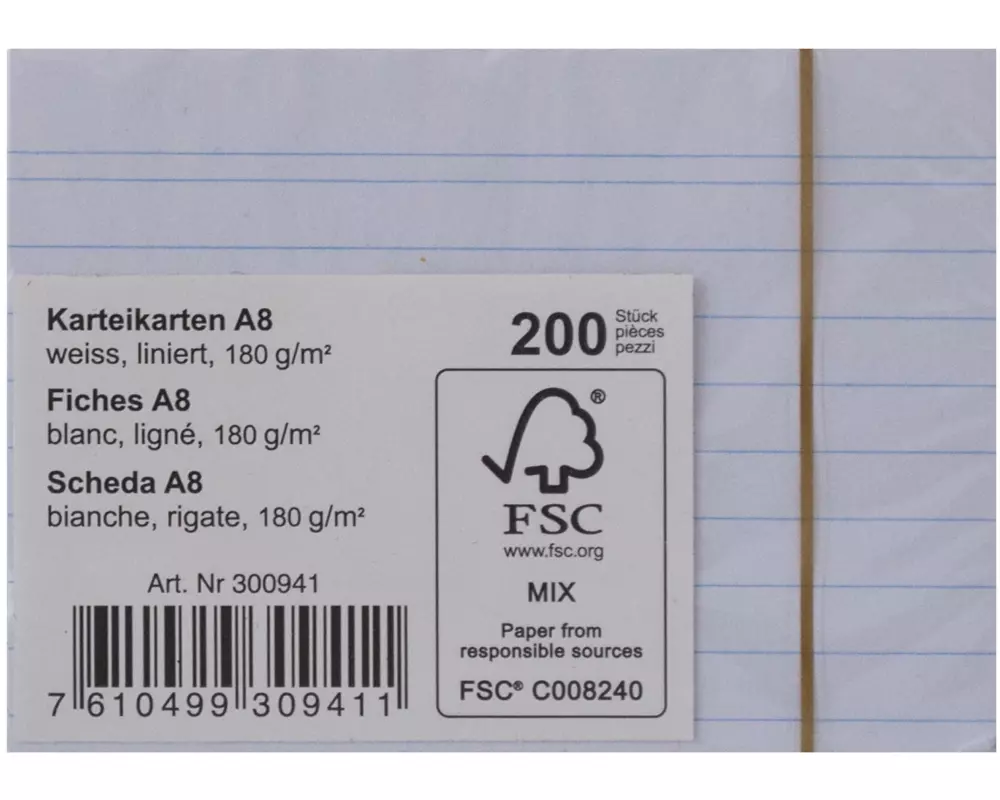 Karteikarten A8
weiss, liniert, 180 g/m²
Fiches A8
blanc, ligné, 180 g/m²
Scheda A8
bianche, rigate, 180 g/m²
Art. Nr 300941
7 610499 309411
200 Stück
pièces
pezzi
®
FSC
www.fsc.org
MIX
Paper from
responsible sources
FSC® C008240